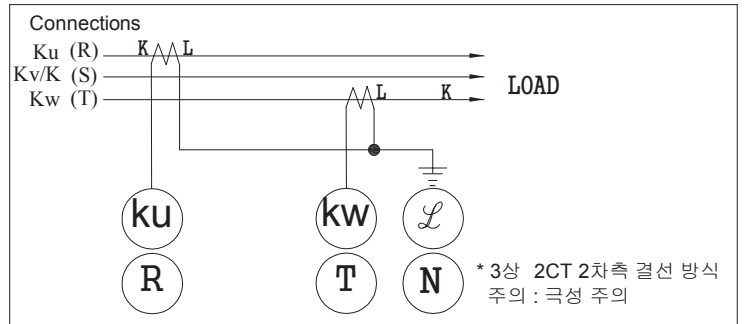 Connections
Ku (R) K L
Kv/K (S)
Kw (T) L K
LOAD
ku kw ℒ
R T N
* 3상 2CT 2차측 결선 방식
주의 : 극성 주의